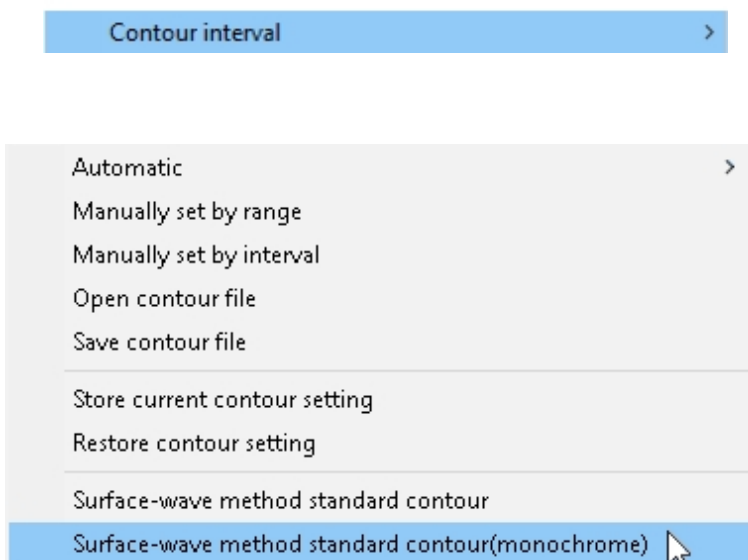 Contour interval
Automatic
Manually set by range
Manually set by interval
Open contour file
Save contour file
Store current contour setting
Restore contour setting
Surface-wave method standard contour
Surface-wave method standard contour(monochrome)